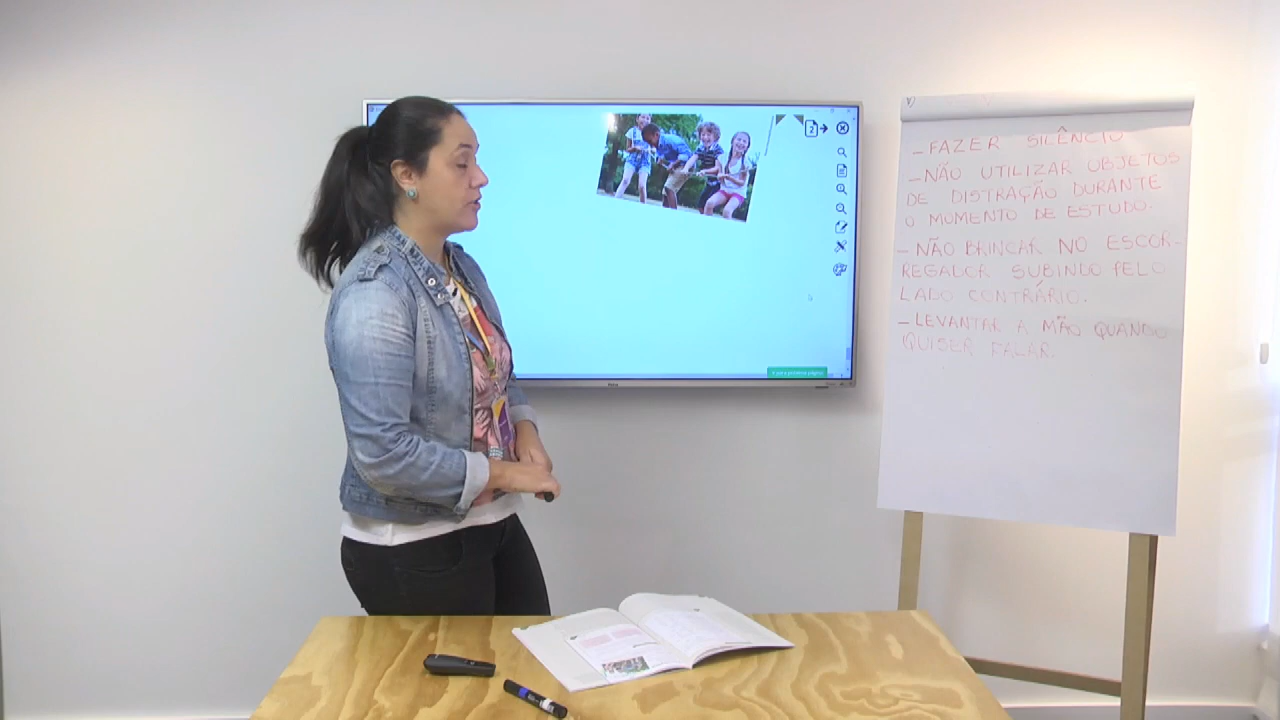 – FAZER SILÊNCIO
– NÃO UTILIZAR OBJETOS
DE DISTRAÇÃO DURANTE
O MOMENTO DE ESTUDO.
– NÃO BRINCAR NO ESCOR-
REGADOR SUBINDO PELO
LADO CONTRÁRIO.
– LEVANTAR A MÃO QUANDO
QUISER FALAR.
2